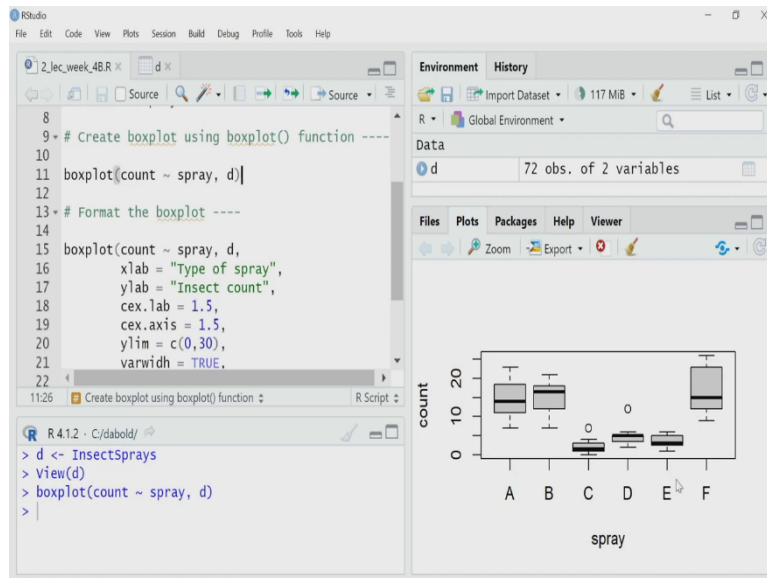 RStudio
File Edit Code View Plots Session Build Debug Profile Tools Help
2_lec_week_4B.R
d
Source
Source
8
9 # Create boxplot using boxplot() function ----
10
11 boxplot(count ~ spray, d)
12
13 # Format the boxplot ----
14
15 boxplot(count ~ spray, d,
16 xlab = "Type of spray",
17 ylab = "Insect count",
18 cex.lab = 1.5,
19 cex.axis = 1.5,
20 ylim = c(0,30),
21 varwidh = TRUE,
22
11:26 Create boxplot using boxplot() function R Script
R 4.1.2 · C:/dabold/
> d <- InsectSprays
> View(d)
> boxplot(count ~ spray, d)
>
Environment History
Import Dataset 117 MiB List
R Global Environment
Data
d 72 obs. of 2 variables
Files Plots Packages Help Viewer
Zoom Export
count
20
10
0
A B C D E F
spray